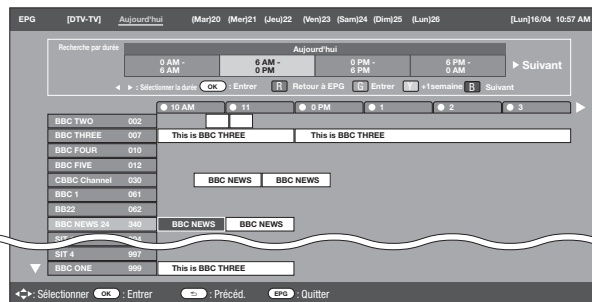 EPG [DTV-TV] Aujourd'hui (Mar)20 (Mer)21 (Jeu)22 (Ven)23 (Sam)24 (Dim)25 (Lun)26 [Lun]16/04 10:57 AM
Recherche par durée Aujourd'hui
0 AM - 6 AM - 0 PM - 6 PM -
6 AM 0 PM 6 PM 0 AM
Suivant
: Sélectionner la durée OK : Entrer R Retour à EPG G Entrer Y +1semaine B Suivant
10 AM 11 0 PM 1 2 3
BBC TWO 002
BBC THREE 007 This is BBC THREE This is BBC THREE
BBC FOUR 010
BBC FIVE 012
CBBC Channel 030 BBC NEWS BBC NEWS
BBC 1 061
BB22 062
BBC NEWS 24 340 BBC NEWS BBC NEWS
SIT 4 997
BBC ONE 999 This is BBC THREE
: Sélectionner OK : Entrer : Précéd. EPG : Quitter